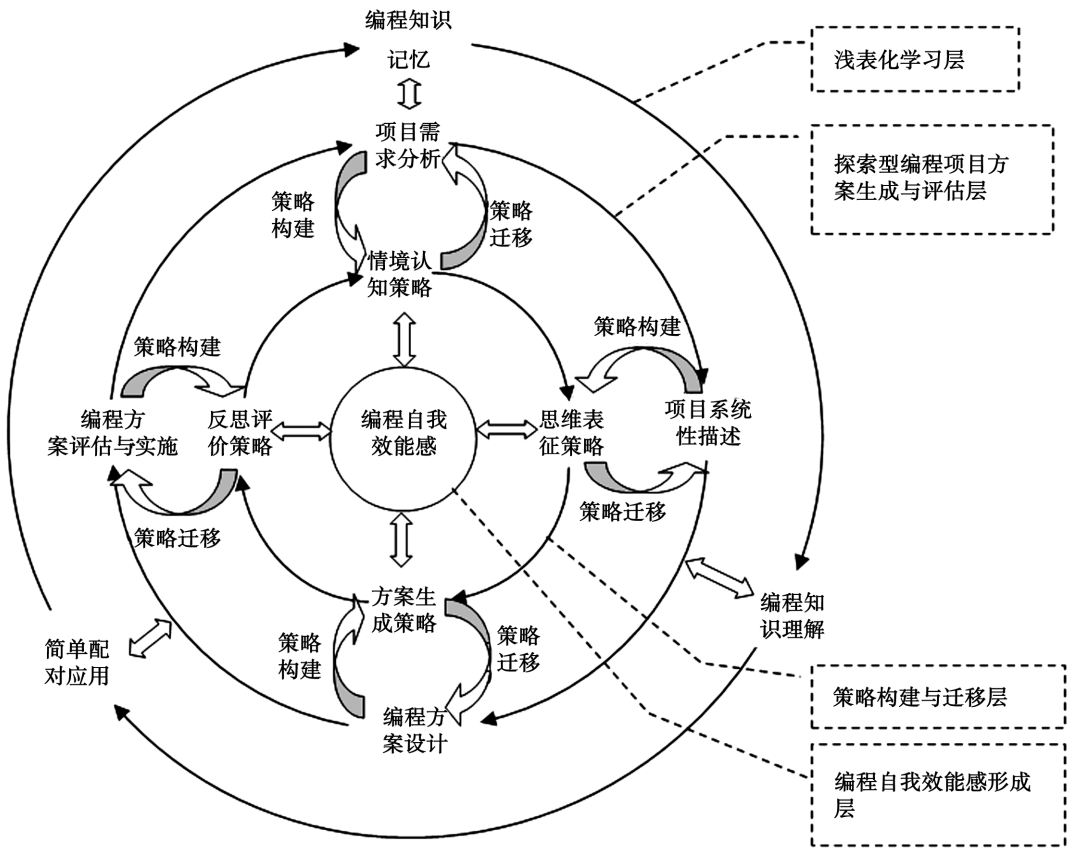 编程知识
记忆
浅表化学习层
项目需
求分析
探索型编程项目方
案生成与评估层
策略
构建
策略
迁移
情境认
知策略
策略构建
策略构建
编程方
案评估与实施
反思评
价策略
编程自我
效能感
思维表
征策略
项目系统
性描述
策略迁移
策略迁移
方案生
成策略
编程知
识理解
简单配
对应用
策略
构建
策略
迁移
编程方
案设计
策略构建与迁移层
编程自我效能感形成
层